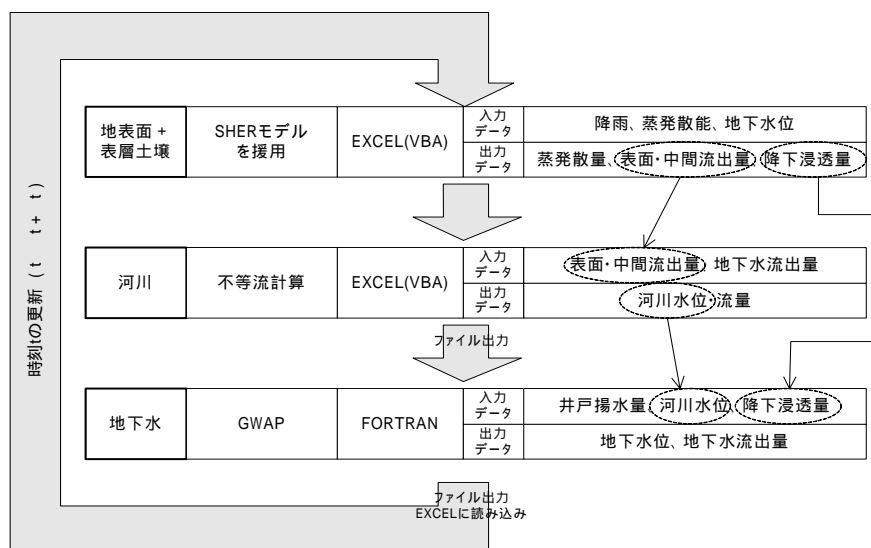 時刻tの更新 ( t　t + t )
地表面 +
表層土壌
SHERモデル
を援用
EXCEL(VBA)
入力
データ
降雨、蒸発散能、地下水位
出力
データ
蒸発散量、表面・中間流出量、降下浸透量
河川
不等流計算
EXCEL(VBA)
入力
データ
表面・中間流出量、地下水流出量
出力
データ
河川水位・流量
ファイル出力
地下水
GWAP
FORTRAN
入力
データ
井戸揚水量、河川水位、降下浸透量
出力
データ
地下水位、地下水流出量
ファイル出力
EXCELに読み込み